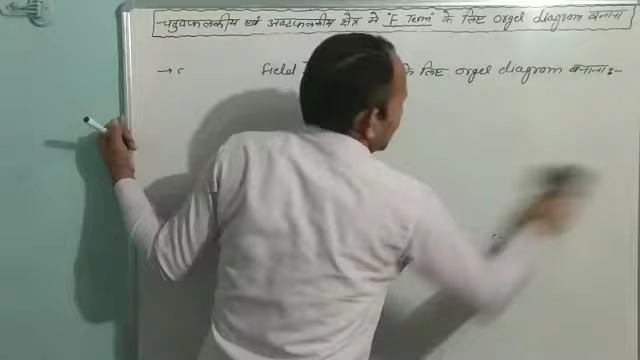 चतुष्फलकीय एवं अष्टफलकीय क्षेत्र में "F Term" के लिए orgel diagram बनाना
→ c field के लिए orgel diagram बनाना :-